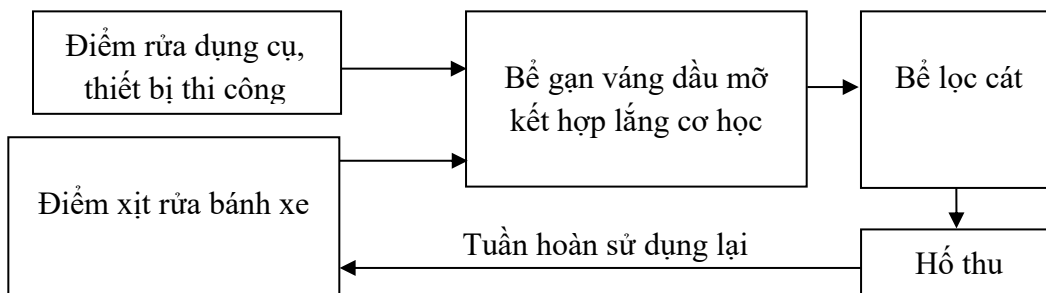 Điểm rửa dụng cụ,
thiết bị thi công
Bể gạn váng dầu mỡ
kết hợp lắng cơ học
Bể lọc cát
Điểm xịt rửa bánh xe
Tuần hoàn sử dụng lại
Hố thu